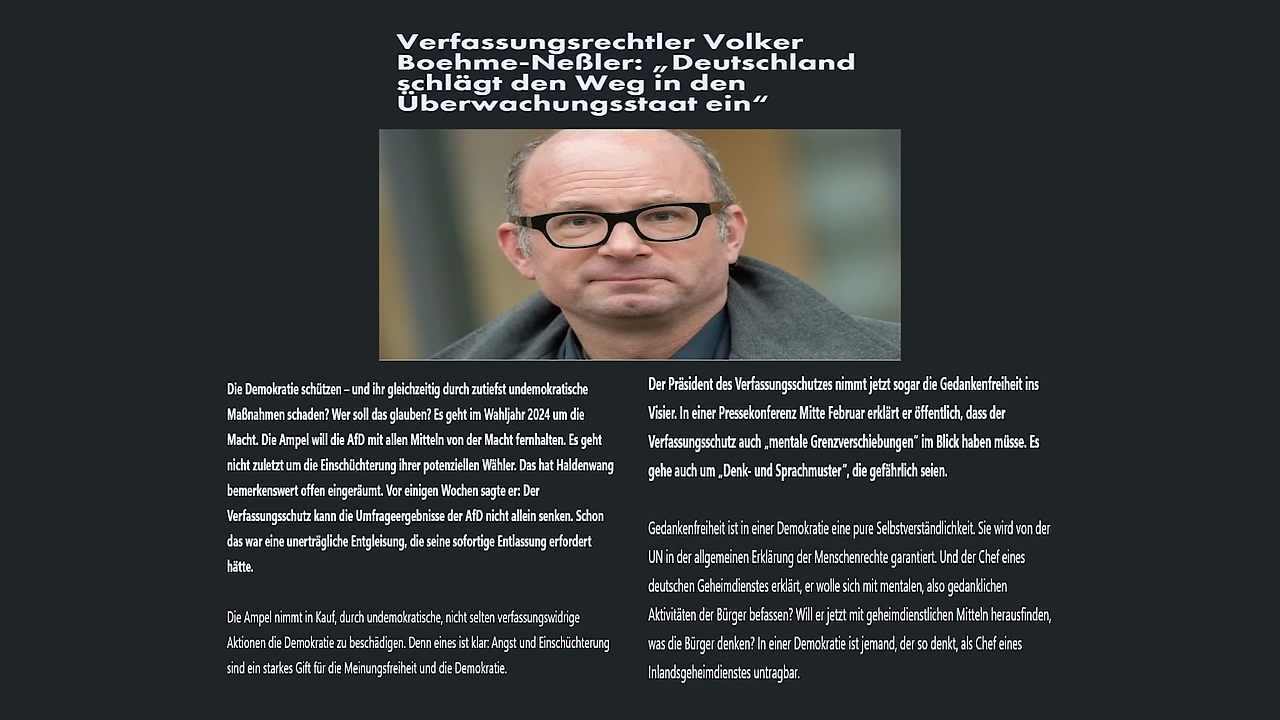 Verfassungsrechtler Volker
Boehme-Neßler: „Deutschland
schlägt den Weg in den
Überwachungsstaat ein“
Die Demokratie schützen – und ihr gleichzeitig durch zutiefst undemokratische
Maßnahmen schaden? Wer soll das glauben? Es geht im Wahljahr 2024 um die
Macht. Die Ampel will die AfD mit allen Mitteln von der Macht fernhalten. Es geht
nicht zuletzt um die Einschüchterung ihrer potenziellen Wähler. Das hat Haldenwang
bemerkenswert offen eingeräumt. Vor einigen Wochen sagte er: Der
Verfassungsschutz kann die Umfrageergebnisse der AfD nicht allein senken. Schon
das war eine unerträgliche Entgleisung, die seine sofortige Entlassung erfordert
hätte.
Die Ampel nimmt in Kauf, durch undemokratische, nicht selten verfassungswidrige
Aktionen die Demokratie zu beschädigen. Denn eines ist klar: Angst und Einschüchterung
sind ein starkes Gift für die Meinungsfreiheit und die Demokratie.
Der Präsident des Verfassungsschutzes nimmt jetzt sogar die Gedankenfreiheit ins
Visier. In einer Pressekonferenz Mitte Februar erklärt er öffentlich, dass der
Verfassungsschutz auch „mentale Grenzverschiebungen“ im Blick haben müsse. Es
gehe auch um „Denk- und Sprachmuster“, die gefährlich seien.
Gedankenfreiheit ist in einer Demokratie eine pure Selbstverständlichkeit. Sie wird von der
UN in der allgemeinen Erklärung der Menschenrechte garantiert. Und der Chef eines
deutschen Geheimdienstes erklärt, er wolle sich mit mentalen, also gedanklichen
Aktivitäten der Bürger befassen? Will er jetzt mit geheimdienstlichen Mitteln herausfinden,
was die Bürger denken? In einer Demokratie ist jemand, der so denkt, als Chef eines
Inlandsgeheimdienstes untragbar.